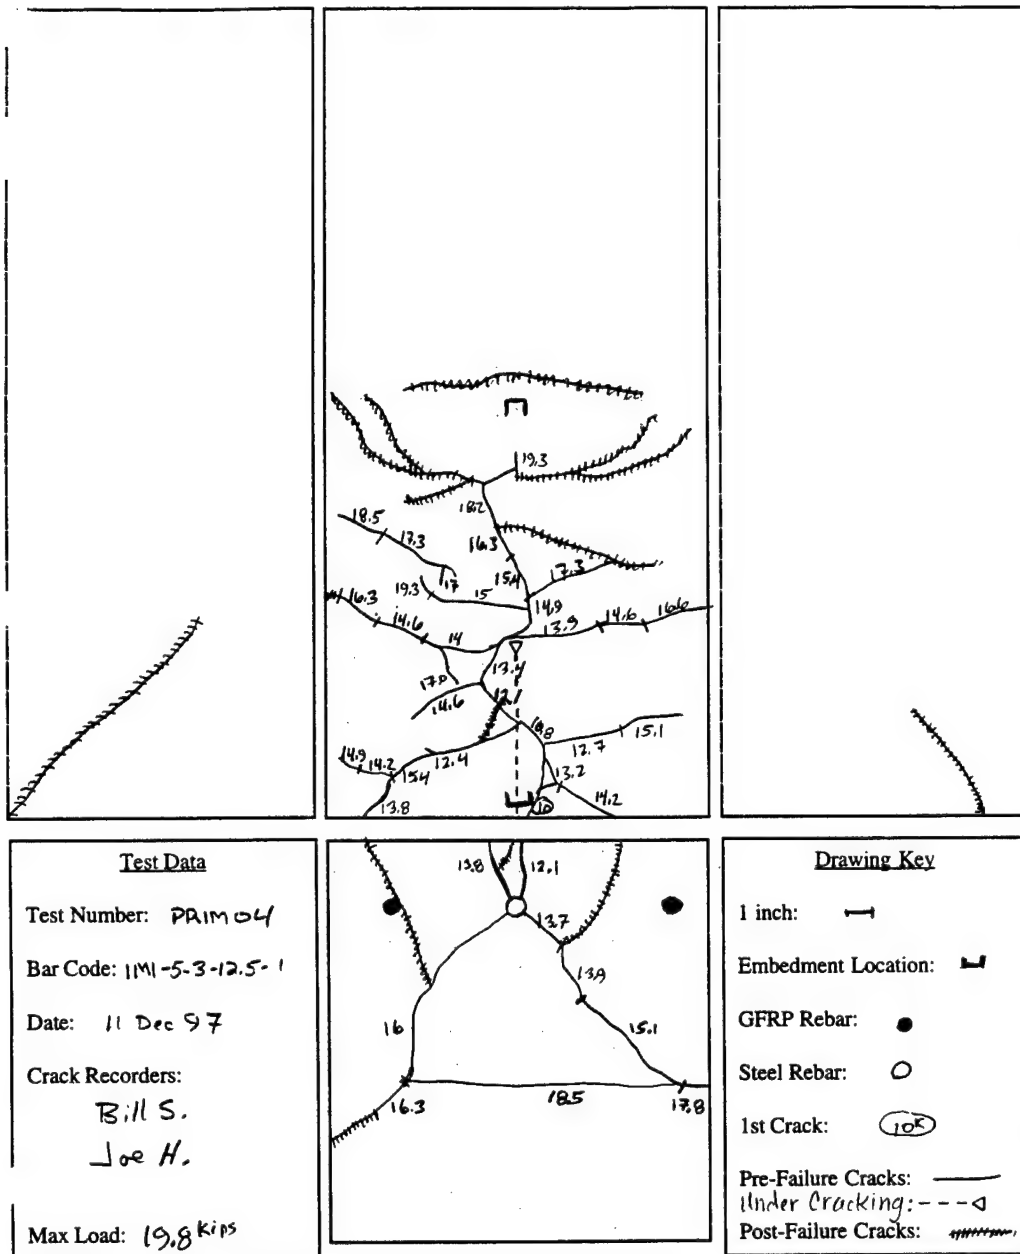 19.3
18.2
18.5
17.3
16.3
17
15.4
17.3
19.3
15
14.9
16.3
14.6
14
13.9
14.6
16.6
13.4
17.0
14.6
12.1
10.8
12.7
15.1
14.9
14.2
15.4
12.4
13.2
13.8
10
14.2
Test Data
Test Number: PRIM04
Bar Code: IMI-5-3-12.5-1
Date: 11 Dec 97
Crack Recorders:
Bill S.
Joe H.
Max Load: 19.8 Kips
13.8
12.1
13.7
13.9
16
15.1
16.3
18.5
17.8
Drawing Key
1 inch:
Embedment Location:
GFRP Rebar:
Steel Rebar:
1st Crack: 10K
Pre-Failure Cracks:
Under Cracking:
Post-Failure Cracks: